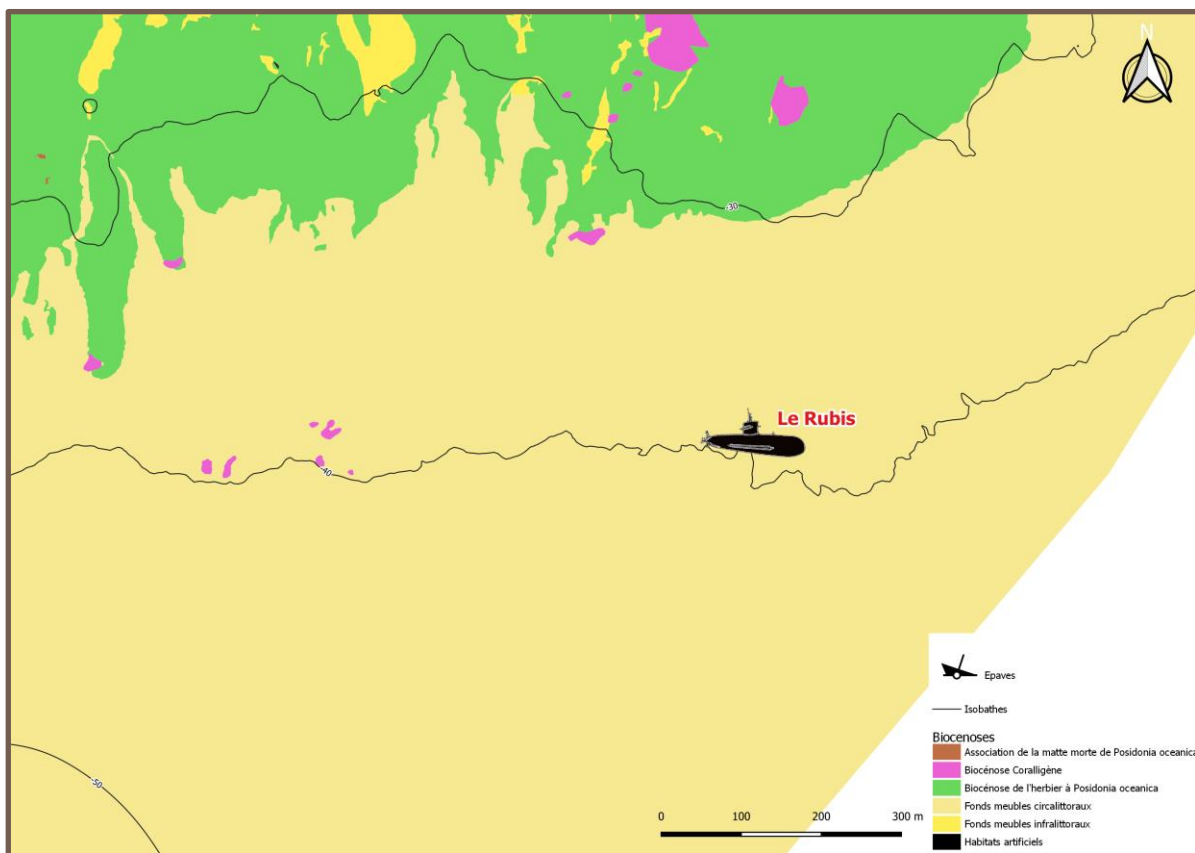 N
-30
Le Rubis
-40
-50
Epaves
Isobathes
Biocenoses
Association de la matte morte de Posidonia oceanica
Biocénose Coralligène
Biocénose de l'herbier à Posidonia oceanica
Fonds meubles circalittoraux
Fonds meubles infralittoraux
Habitats artificiels
0 100 200 300 m